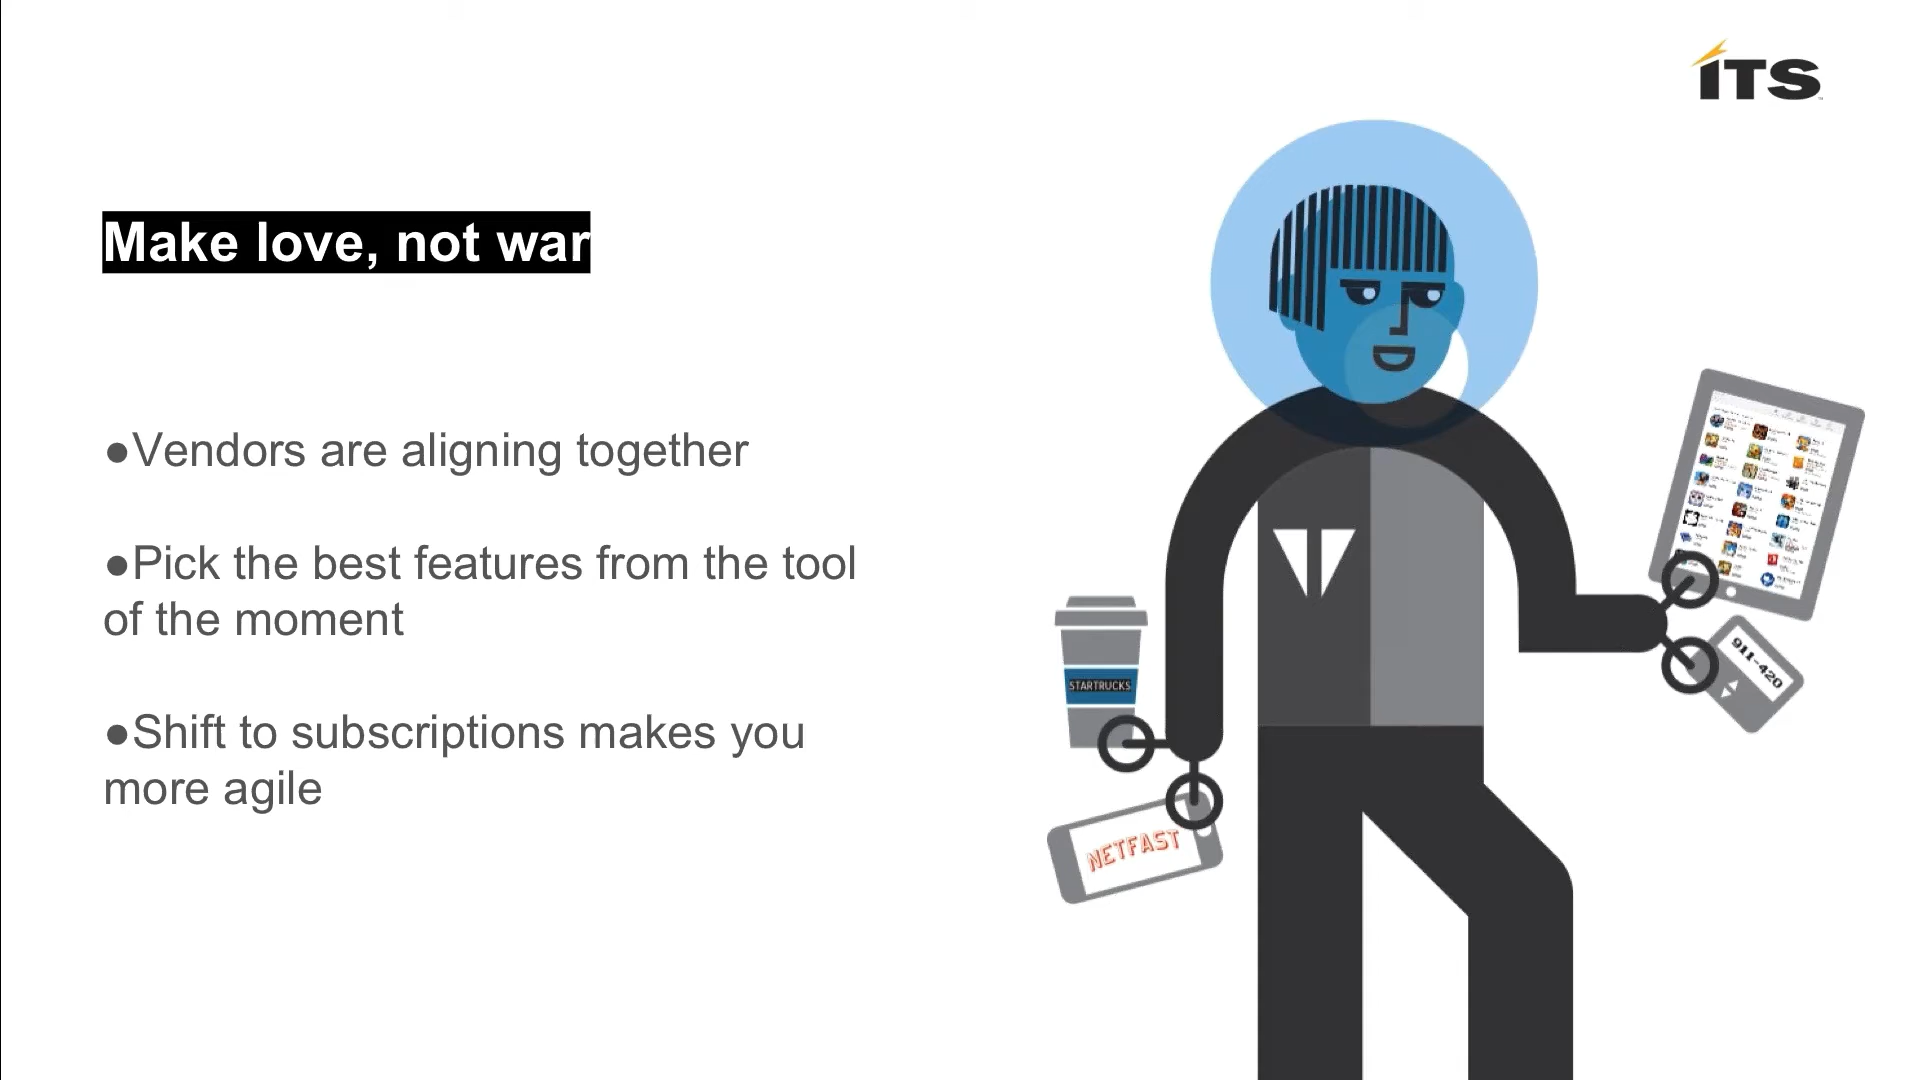 ITS
Make love, not war
●Vendors are aligning together
●Pick the best features from the tool
of the moment
●Shift to subscriptions makes you
more agile
STARTRUCKS
NETFAST
911-420